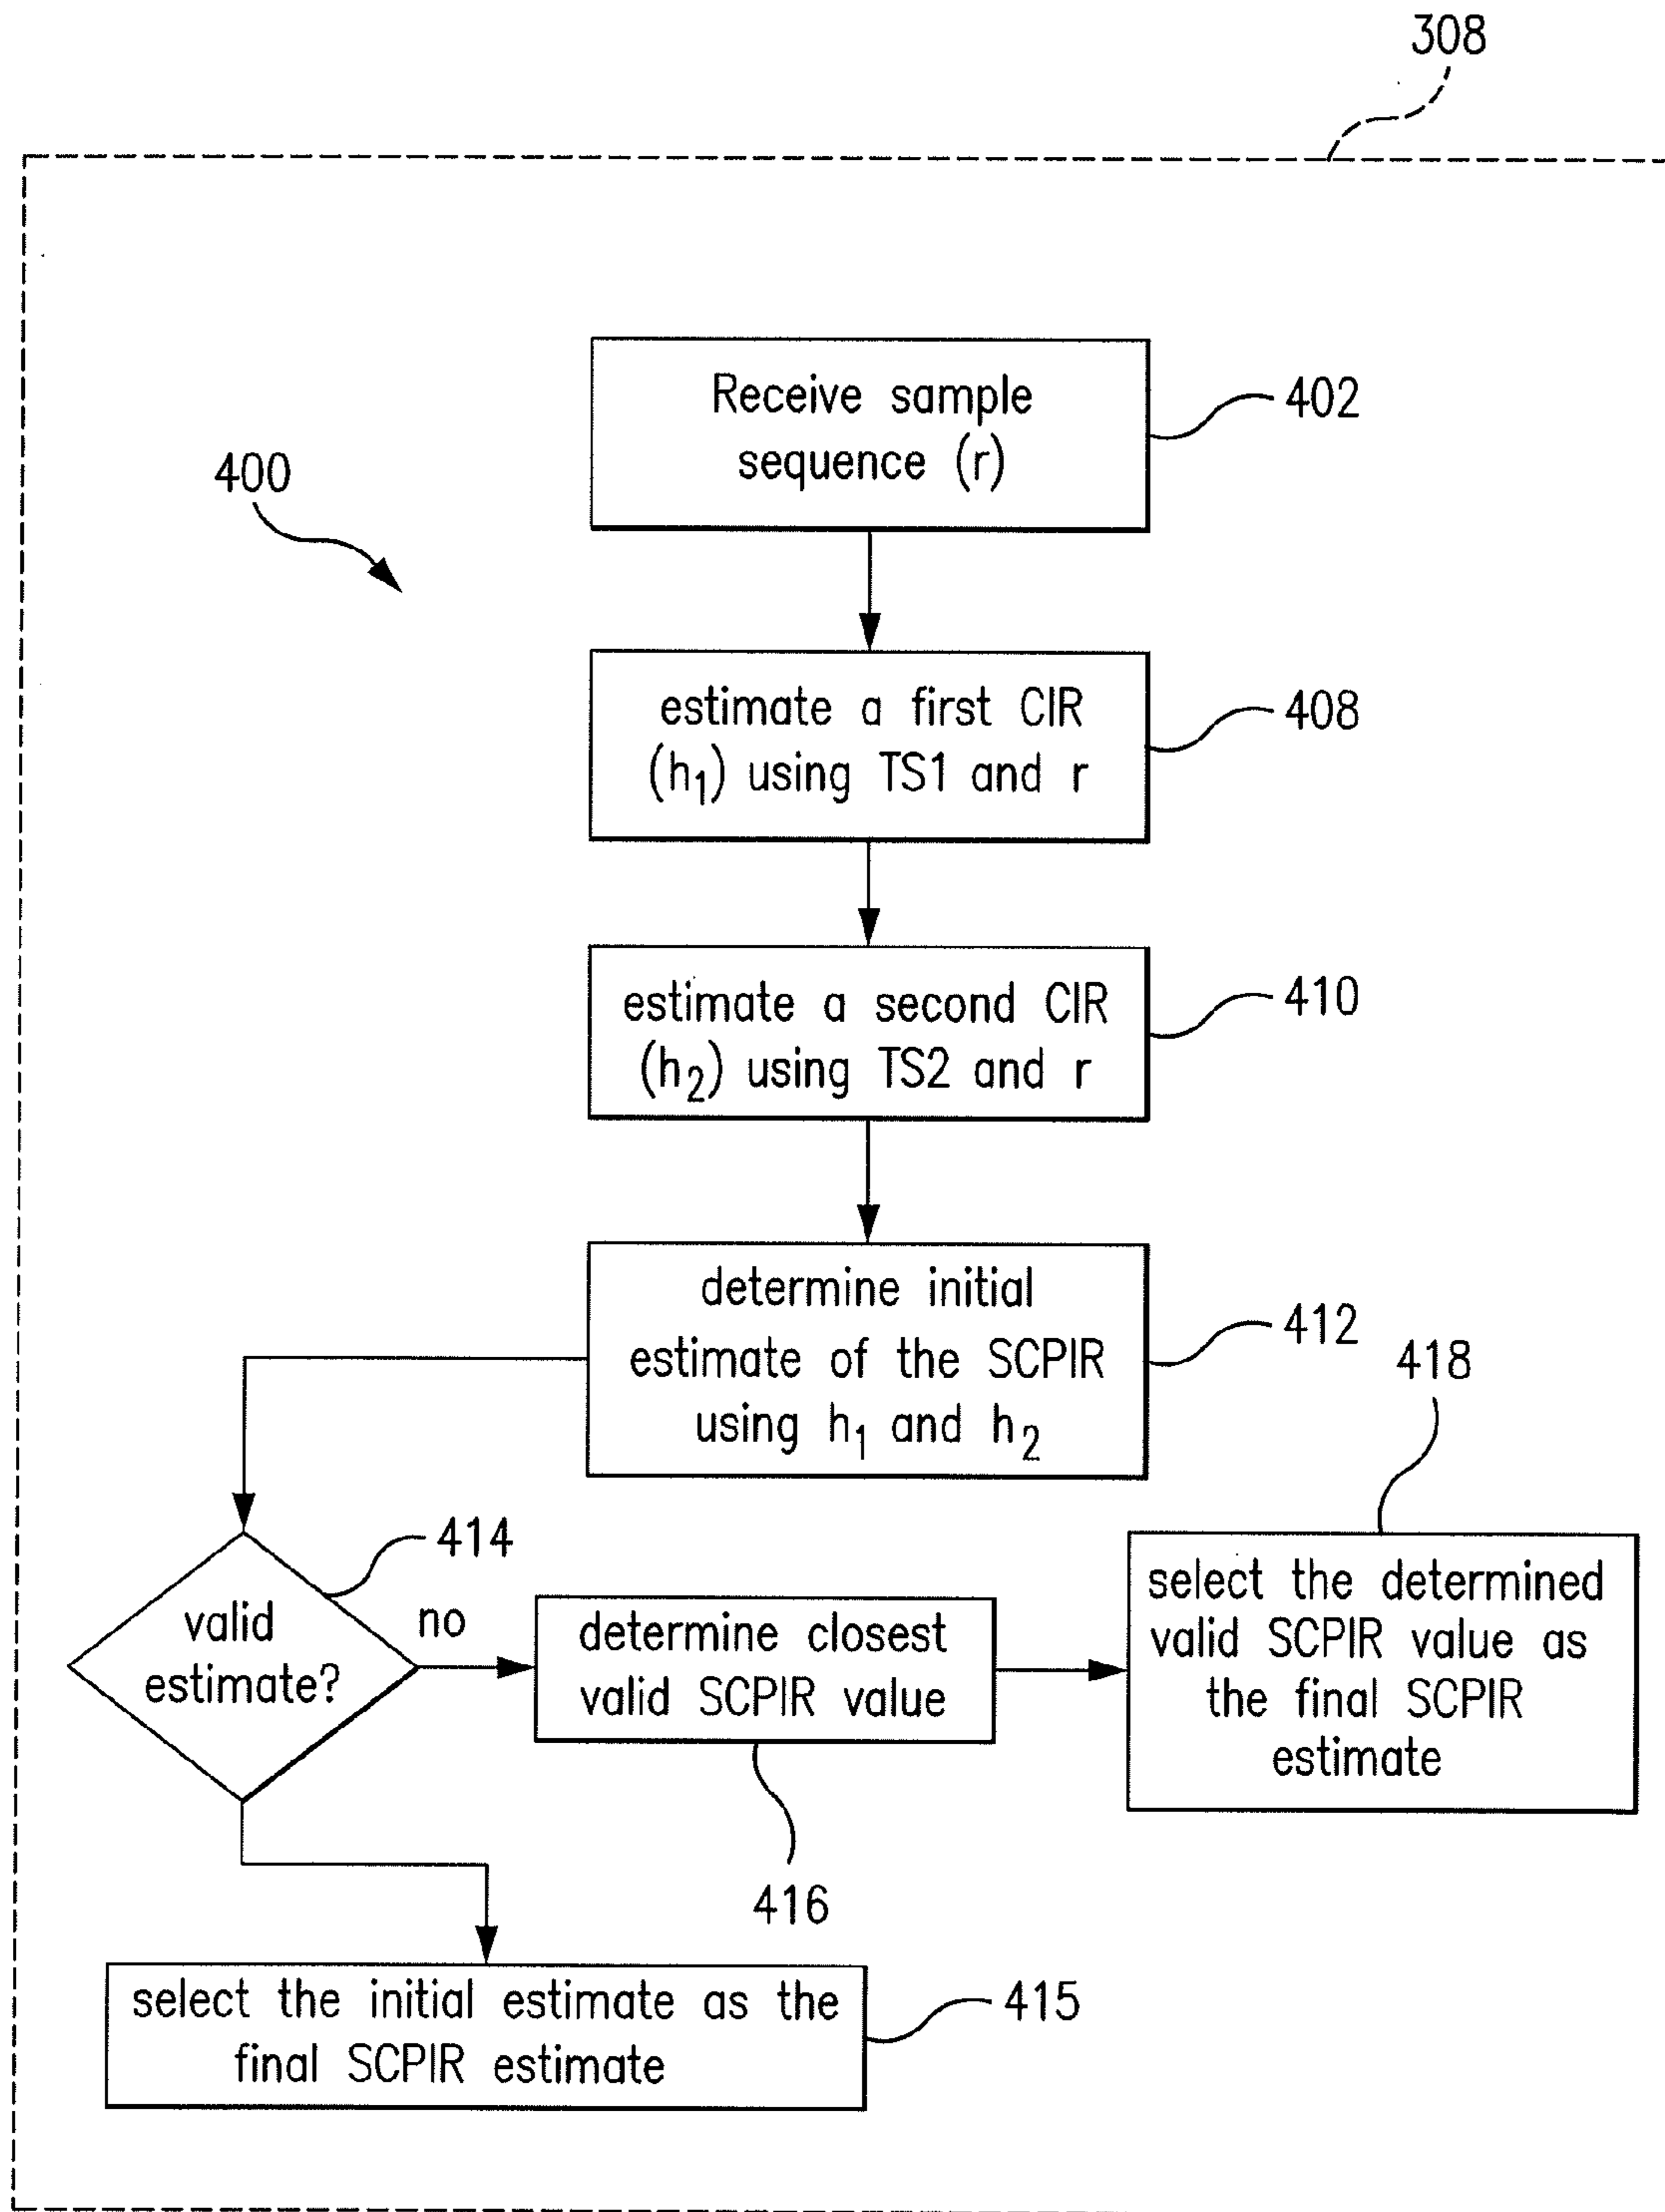 308
400
Receive sample
sequence (r)
402
estimate a first CIR
(h₁) using TS1 and r
408
estimate a second CIR
(h₂) using TS2 and r
410
determine initial
estimate of the SCPIR
using h₁ and h₂
412
414
valid
estimate?
no
determine closest
valid SCPIR value
416
418
select the determined
valid SCPIR value as
the final SCPIR
estimate
select the initial estimate as the
final SCPIR estimate
415